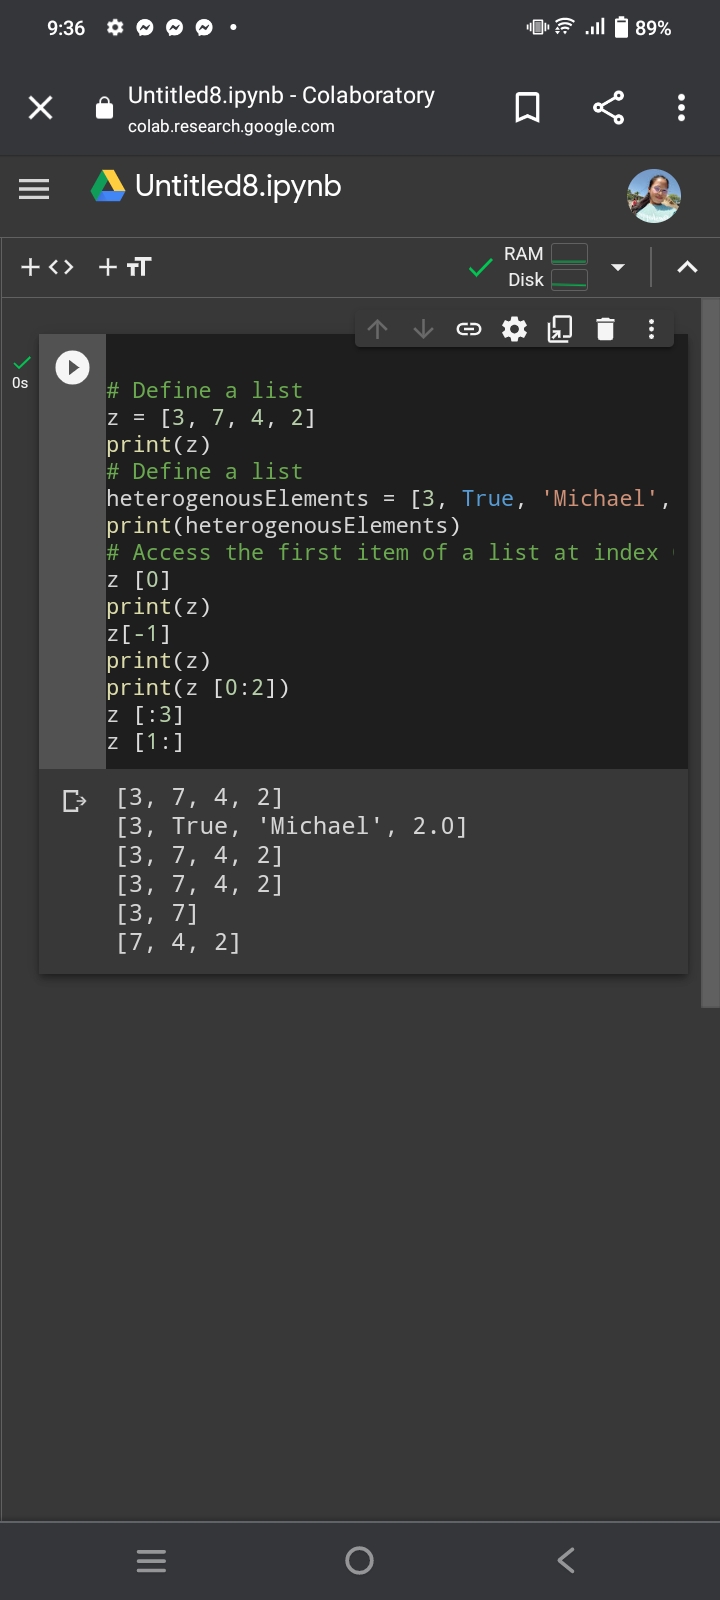 9:36
89%
Untitled8.ipynb - Colaboratory
colab.research.google.com
Untitled8.ipynb
+ <> + TT
RAM
Disk
0s
# Define a list
z = [3, 7, 4, 2]
print(z)
# Define a list
heterogenousElements = [3, True, 'Michael',
print(heterogenousElements)
# Access the first item of a list at index
z [0]
print(z)
z[-1]
print(z)
print(z [0:2])
z [:3]
z [1:]
[3, 7, 4, 2]
[3, True, 'Michael', 2.0]
[3, 7, 4, 2]
[3, 7, 4, 2]
[3, 7]
[7, 4, 2]